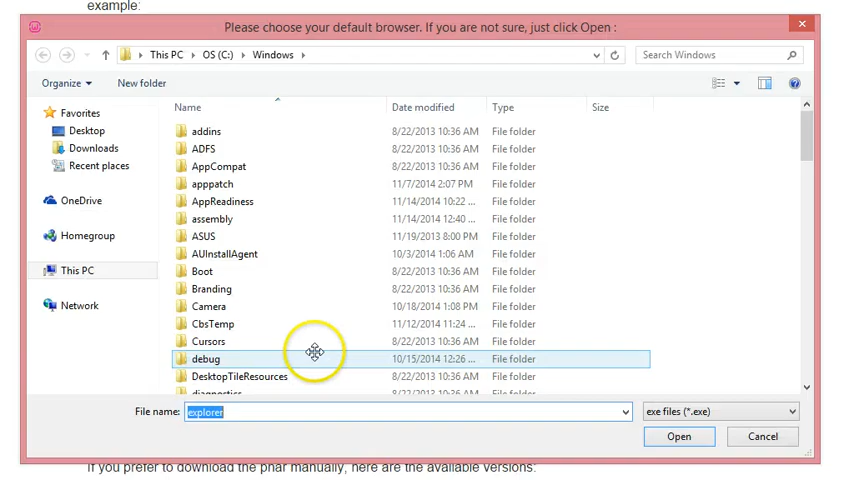 example:
Please choose your default browser. If you are not sure, just click Open :
This PC OS (C:) Windows Search Windows
Organize New folder
Name Date modified Type Size
Favorites
Desktop
Downloads
Recent places
OneDrive
Homegroup
This PC
Network
addins 8/22/2013 10:36 AM File folder
ADFS 8/22/2013 10:36 AM File folder
AppCompat 8/22/2013 10:36 AM File folder
apppatch 11/7/2014 2:07 PM File folder
AppReadiness 11/14/2014 10:22 ... File folder
assembly 11/14/2014 12:40 ... File folder
ASUS 11/19/2013 8:00 PM File folder
AUInstallAgent 10/3/2014 1:06 AM File folder
Boot 8/22/2013 10:36 AM File folder
Branding 8/22/2013 10:36 AM File folder
Camera 10/18/2014 1:08 PM File folder
CbsTemp 11/12/2014 11:24 ... File folder
Cursors 8/22/2013 10:36 AM File folder
debug 10/15/2014 12:26 ... File folder
DesktopTileResources 8/22/2013 10:36 AM File folder
diagnostics 8/22/2013 10:36 AM File folder
File name: explorer exe files (*.exe)
Open Cancel
If you prefer to download the phar manually, here are the available versions: